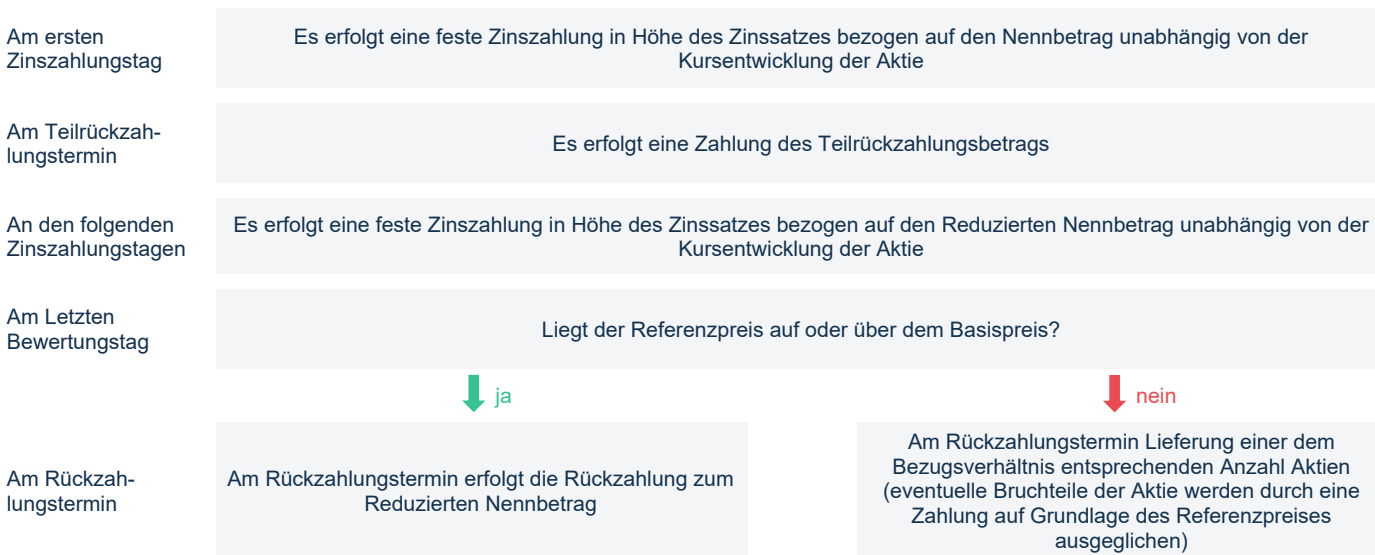 Am ersten
Zinszahlungstag
Es erfolgt eine feste Zinszahlung in Höhe des Zinssatzes bezogen auf den Nennbetrag unabhängig von der
Kursentwicklung der Aktie
Am Teilrückzah-
lungstermin
Es erfolgt eine Zahlung des Teilrückzahlungsbetrags
An den folgenden
Zinszahlungstagen
Es erfolgt eine feste Zinszahlung in Höhe des Zinssatzes bezogen auf den Reduzierten Nennbetrag unabhängig von der
Kursentwicklung der Aktie
Am Letzten
Bewertungstag
Liegt der Referenzpreis auf oder über dem Basispreis?
ja
nein
Am Rückzah-
lungstermin
Am Rückzahlungstermin erfolgt die Rückzahlung zum
Reduzierten Nennbetrag
Am Rückzahlungstermin Lieferung einer dem
Bezugsverhältnis entsprechenden Anzahl Aktien
(eventuelle Bruchteile der Aktie werden durch eine
Zahlung auf Grundlage des Referenzpreises
ausgeglichen)